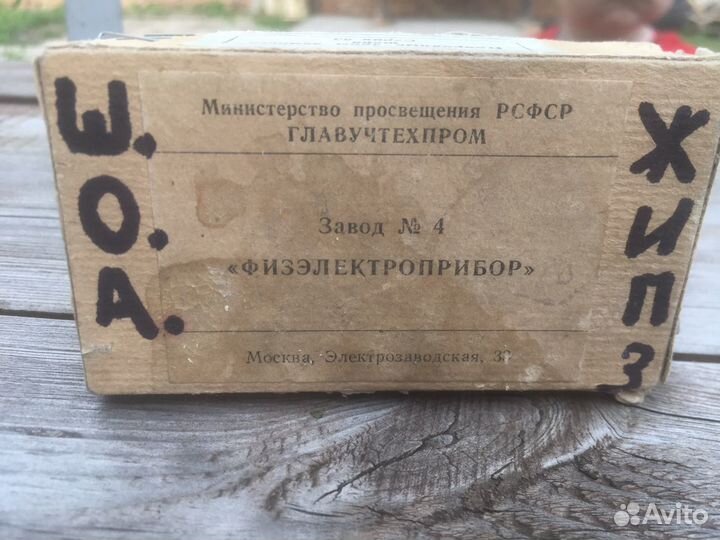 Министерство просвещения РСФСР
ГЛАВУЧТЕХПРОМ
Завод № 4
«ФИЗЭЛЕКТРОПРИБОР»
Москва, Электрозаводская,
Ш.
О.
А.
Ж
И
П
З
Avito